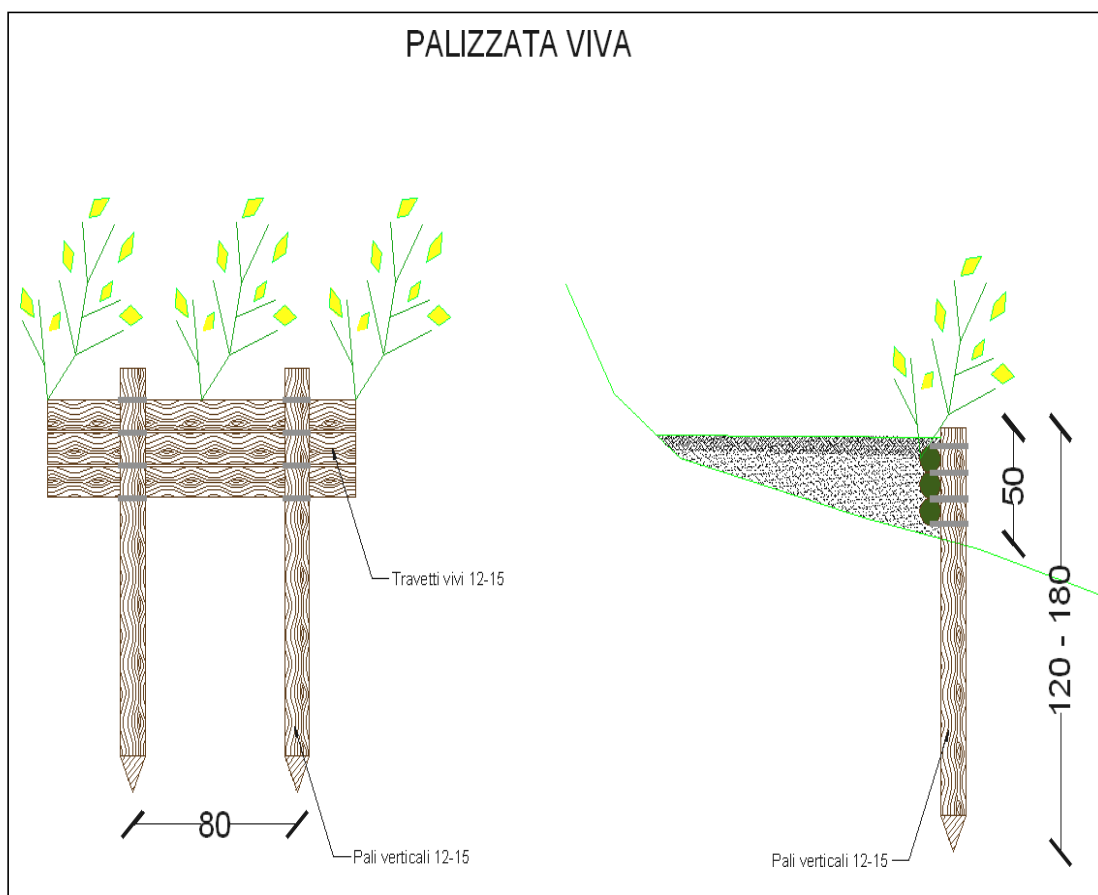 PALIZZATA VIVA
Travetti vivi 12-15
80
Pali verticali 12-15
50
120 - 180
Pali verticali 12-15